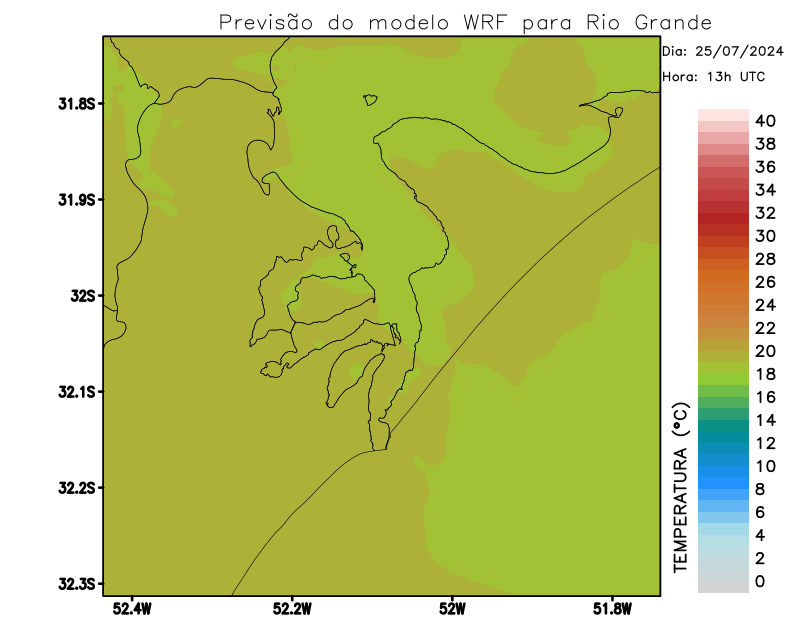 Previsão do modelo WRF para Rio Grande
Dia: 25/07/2024
Hora: 13h UTC
31.8S
31.9S
32S
32.1S
32.2S
32.3S
52.4W
52.2W
52W
51.8W
TEMPERATURA (°C)
40
38
36
34
32
30
28
26
24
22
20
18
16
14
12
10
8
6
4
2
0